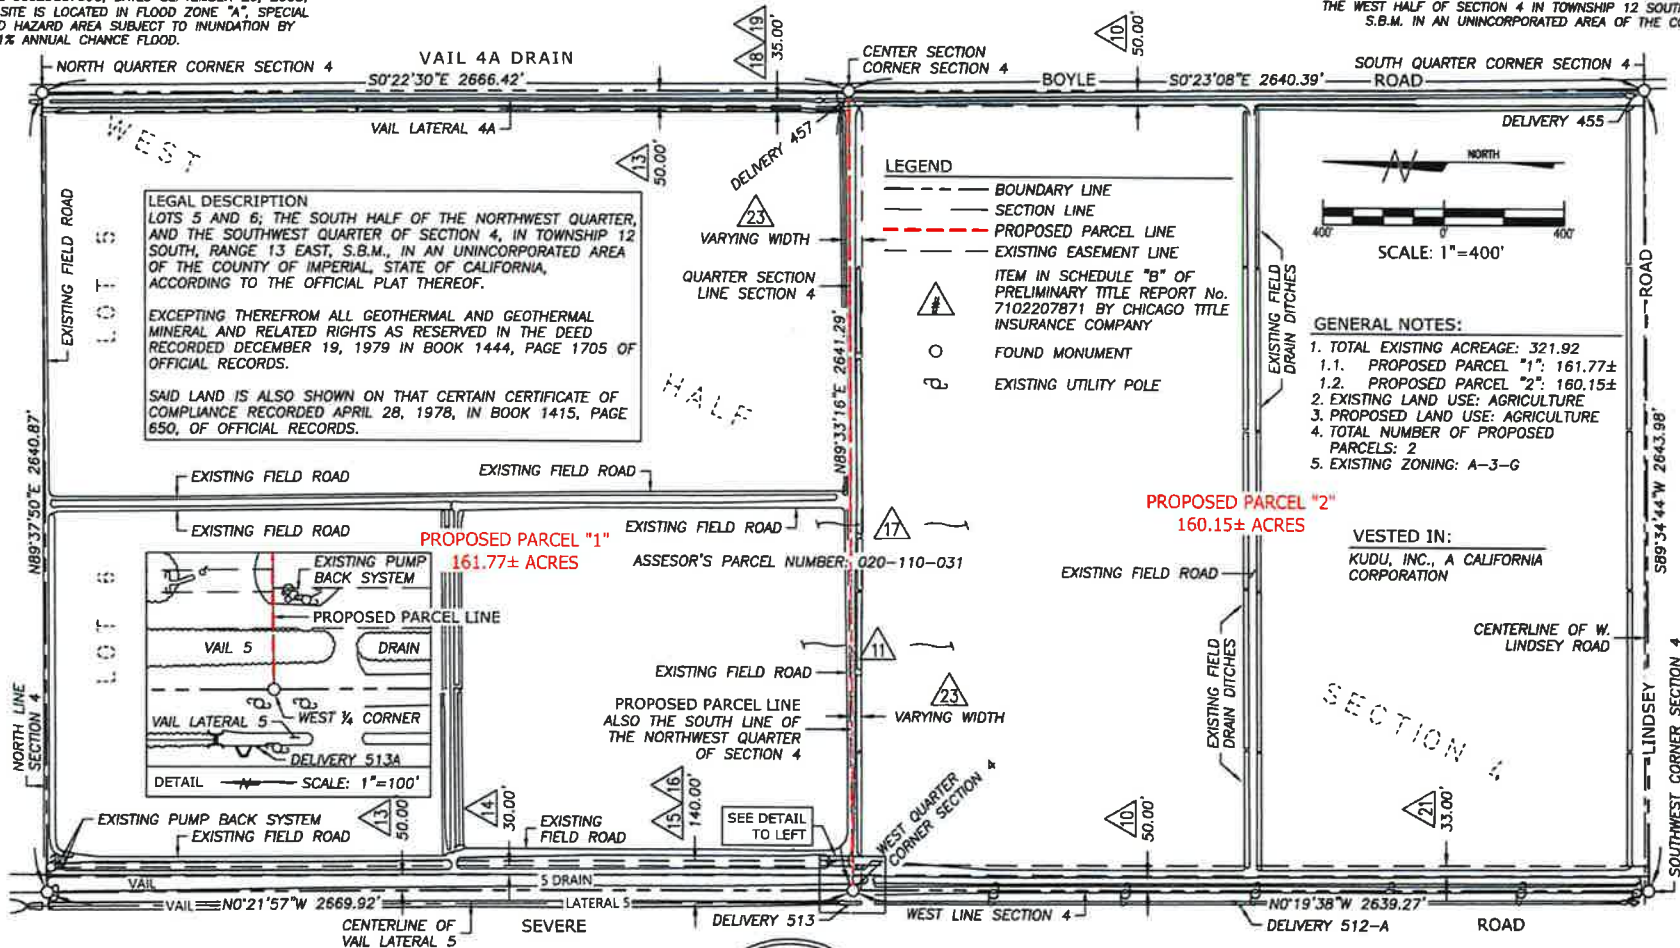 SITE IS LOCATED IN FLOOD ZONE "A", SPECIAL
HAZARD AREA SUBJECT TO INUNDATION BY
1% ANNUAL CHANCE FLOOD.
THE WEST HALF OF SECTION 4 IN TOWNSHIP 12
S.B.M. IN AN UNINCORPORATED AREA OF THE
NORTH QUARTER CORNER SECTION 4
VAIL 4A DRAIN
S0°22'30"E 2666.42'
18 19
35.00'
CENTER SECTION
CORNER SECTION 4
10
50.00'
BOYLE
S0°23'08"E 2640.39'
ROAD
SOUTH QUARTER CORNER SECTION 4
VAIL LATERAL 4A
13
50.00'
DELIVERY 457
DELIVERY 455
WEST
HALF
LOT 5
EXISTING FIELD ROAD
LEGAL DESCRIPTION
LOTS 5 AND 6; THE SOUTH HALF OF THE NORTHWEST QUARTER,
AND THE SOUTHWEST QUARTER OF SECTION 4, IN TOWNSHIP 12
SOUTH, RANGE 13 EAST, S.B.M., IN AN UNINCORPORATED AREA
OF THE COUNTY OF IMPERIAL, STATE OF CALIFORNIA,
ACCORDING TO THE OFFICIAL PLAT THEREOF.
EXCEPTING THEREFROM ALL GEOTHERMAL AND GEOTHERMAL
MINERAL AND RELATED RIGHTS AS RESERVED IN THE DEED
RECORDED DECEMBER 19, 1979 IN BOOK 1444, PAGE 1705 OF
OFFICIAL RECORDS.
SAID LAND IS ALSO SHOWN ON THAT CERTAIN CERTIFICATE OF
COMPLIANCE RECORDED APRIL 28, 1978, IN BOOK 1415, PAGE
650, OF OFFICIAL RECORDS.
23
VARYING WIDTH
QUARTER SECTION
LINE SECTION 4
N89°33'16"E 2641.29'
LEGEND
BOUNDARY LINE
SECTION LINE
PROPOSED PARCEL LINE
EXISTING EASEMENT LINE
#
ITEM IN SCHEDULE "B" OF
PRELIMINARY TITLE REPORT No.
7102207871 BY CHICAGO TITLE
INSURANCE COMPANY
FOUND MONUMENT
EXISTING UTILITY POLE
EXISTING FIELD
DRAIN DITCHES
NORTH
400' 0' 400'
SCALE: 1"=400'
GENERAL NOTES:
1. TOTAL EXISTING ACREAGE: 321.92
1.1. PROPOSED PARCEL "1": 161.77±
1.2. PROPOSED PARCEL "2": 160.15±
2. EXISTING LAND USE: AGRICULTURE
3. PROPOSED LAND USE: AGRICULTURE
4. TOTAL NUMBER OF PROPOSED
PARCELS: 2
5. EXISTING ZONING: A-3-G
ROAD
S89°34'44"W 2643.98'
N89°37'50"E 2640.87'
EXISTING FIELD ROAD
EXISTING FIELD ROAD
EXISTING FIELD ROAD
EXISTING FIELD ROAD
PROPOSED PARCEL "1"
161.77± ACRES
17
ASSESOR'S PARCEL NUMBER: 020-110-031
PROPOSED PARCEL "2"
160.15± ACRES
EXISTING FIELD ROAD
VESTED IN:
KUDU, INC., A CALIFORNIA
CORPORATION
LOT 6
EXISTING PUMP
BACK SYSTEM
PROPOSED PARCEL LINE
VAIL 5
DRAIN
WEST ¼ CORNER
VAIL LATERAL 5
DELIVERY 513A
DETAIL
SCALE: 1"=100'
11
EXISTING FIELD ROAD
23
VARYING WIDTH
PROPOSED PARCEL LINE
ALSO THE SOUTH LINE OF
THE NORTHWEST QUARTER
OF SECTION 4
EXISTING FIELD
DRAIN DITCHES
CENTERLINE OF W.
LINDSEY ROAD
SECTION 4
LINDSEY
SOUTHWEST CORNER SECTION 4
NORTH LINE
SECTION 4
EXISTING PUMP BACK SYSTEM
EXISTING FIELD ROAD
13
50.00'
14
30.00'
EXISTING
FIELD ROAD
15 16
140.00'
SEE DETAIL
TO LEFT
WEST QUARTER
CORNER SECTION 4
10
50.00'
21
33.00'
VAIL
5 DRAIN
VAIL
N0°21'57"W 2669.92'
LATERAL 5
CENTERLINE OF
VAIL LATERAL 5
SEVERE
DELIVERY 513
WEST LINE SECTION 4
N0°19'38"W 2639.27'
DELIVERY 512-A
ROAD